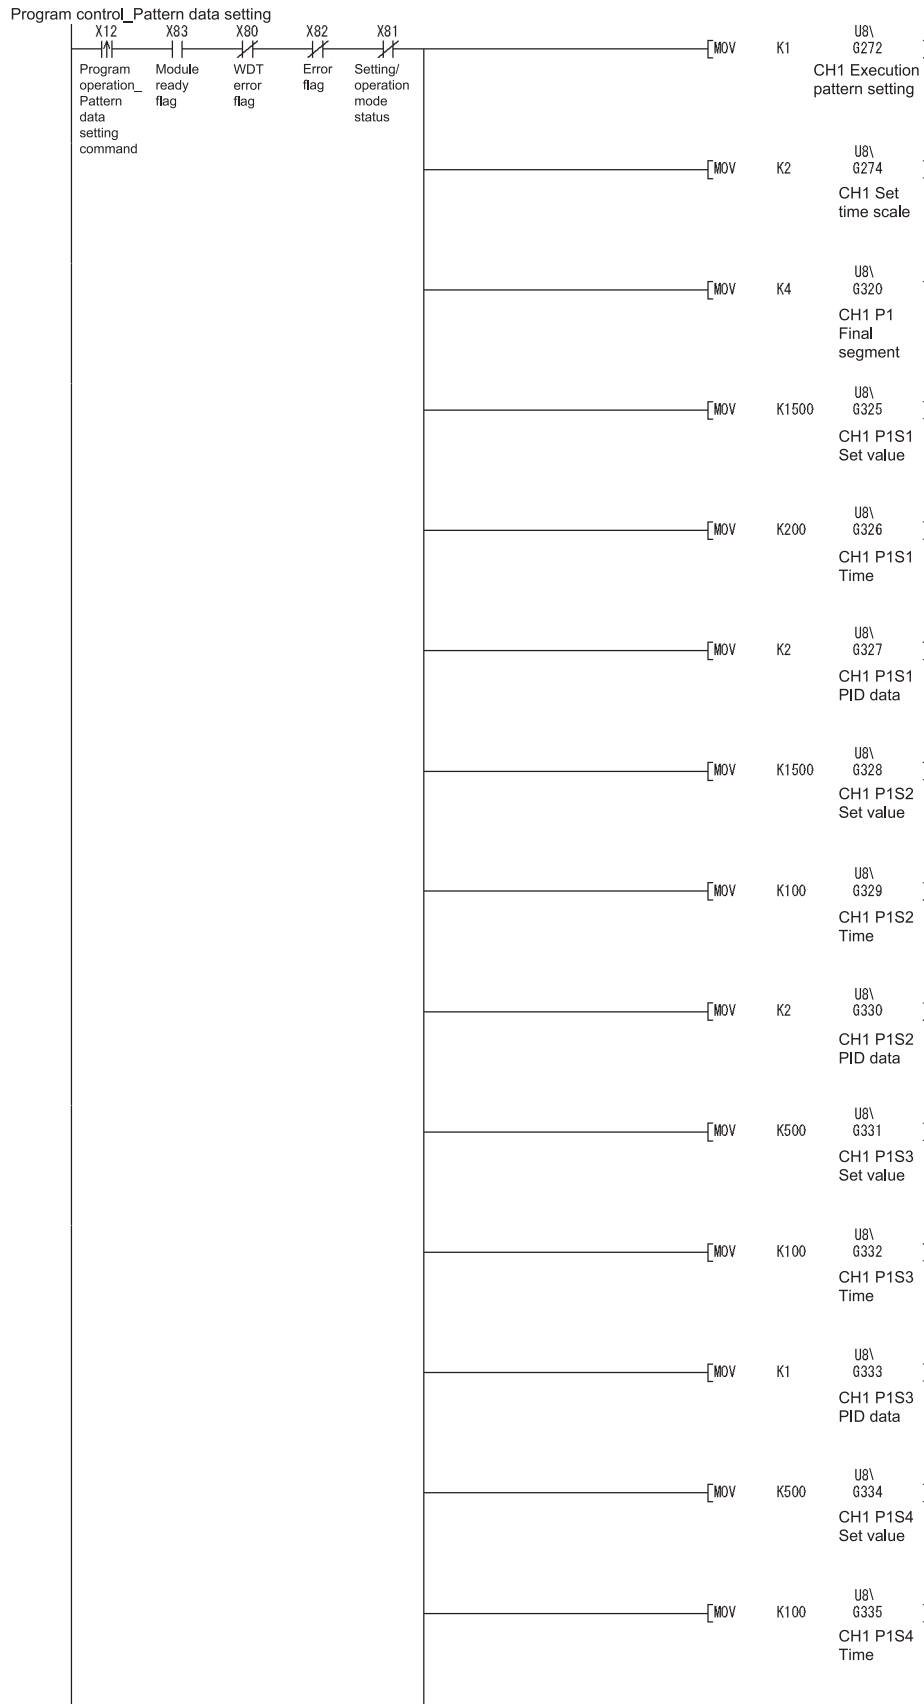 Program control_Pattern data setting
X12 X83 X80 X82 X81
Program operation_ Pattern data setting command
Module ready flag
WDT error flag
Error flag
Setting/ operation mode status
[MOV K1 U8\ G272 ]
CH1 Execution
pattern setting
[MOV K2 U8\ G274 ]
CH1 Set
time scale
[MOV K4 U8\ G320 ]
CH1 P1
Final
segment
[MOV K1500 U8\ G325 ]
CH1 P1S1
Set value
[MOV K200 U8\ G326 ]
CH1 P1S1
Time
[MOV K2 U8\ G327 ]
CH1 P1S1
PID data
[MOV K1500 U8\ G328 ]
CH1 P1S2
Set value
[MOV K100 U8\ G329 ]
CH1 P1S2
Time
[MOV K2 U8\ G330 ]
CH1 P1S2
PID data
[MOV K500 U8\ G331 ]
CH1 P1S3
Set value
[MOV K100 U8\ G332 ]
CH1 P1S3
Time
[MOV K1 U8\ G333 ]
CH1 P1S3
PID data
[MOV K500 U8\ G334 ]
CH1 P1S4
Set value
[MOV K100 U8\ G335 ]
CH1 P1S4
Time